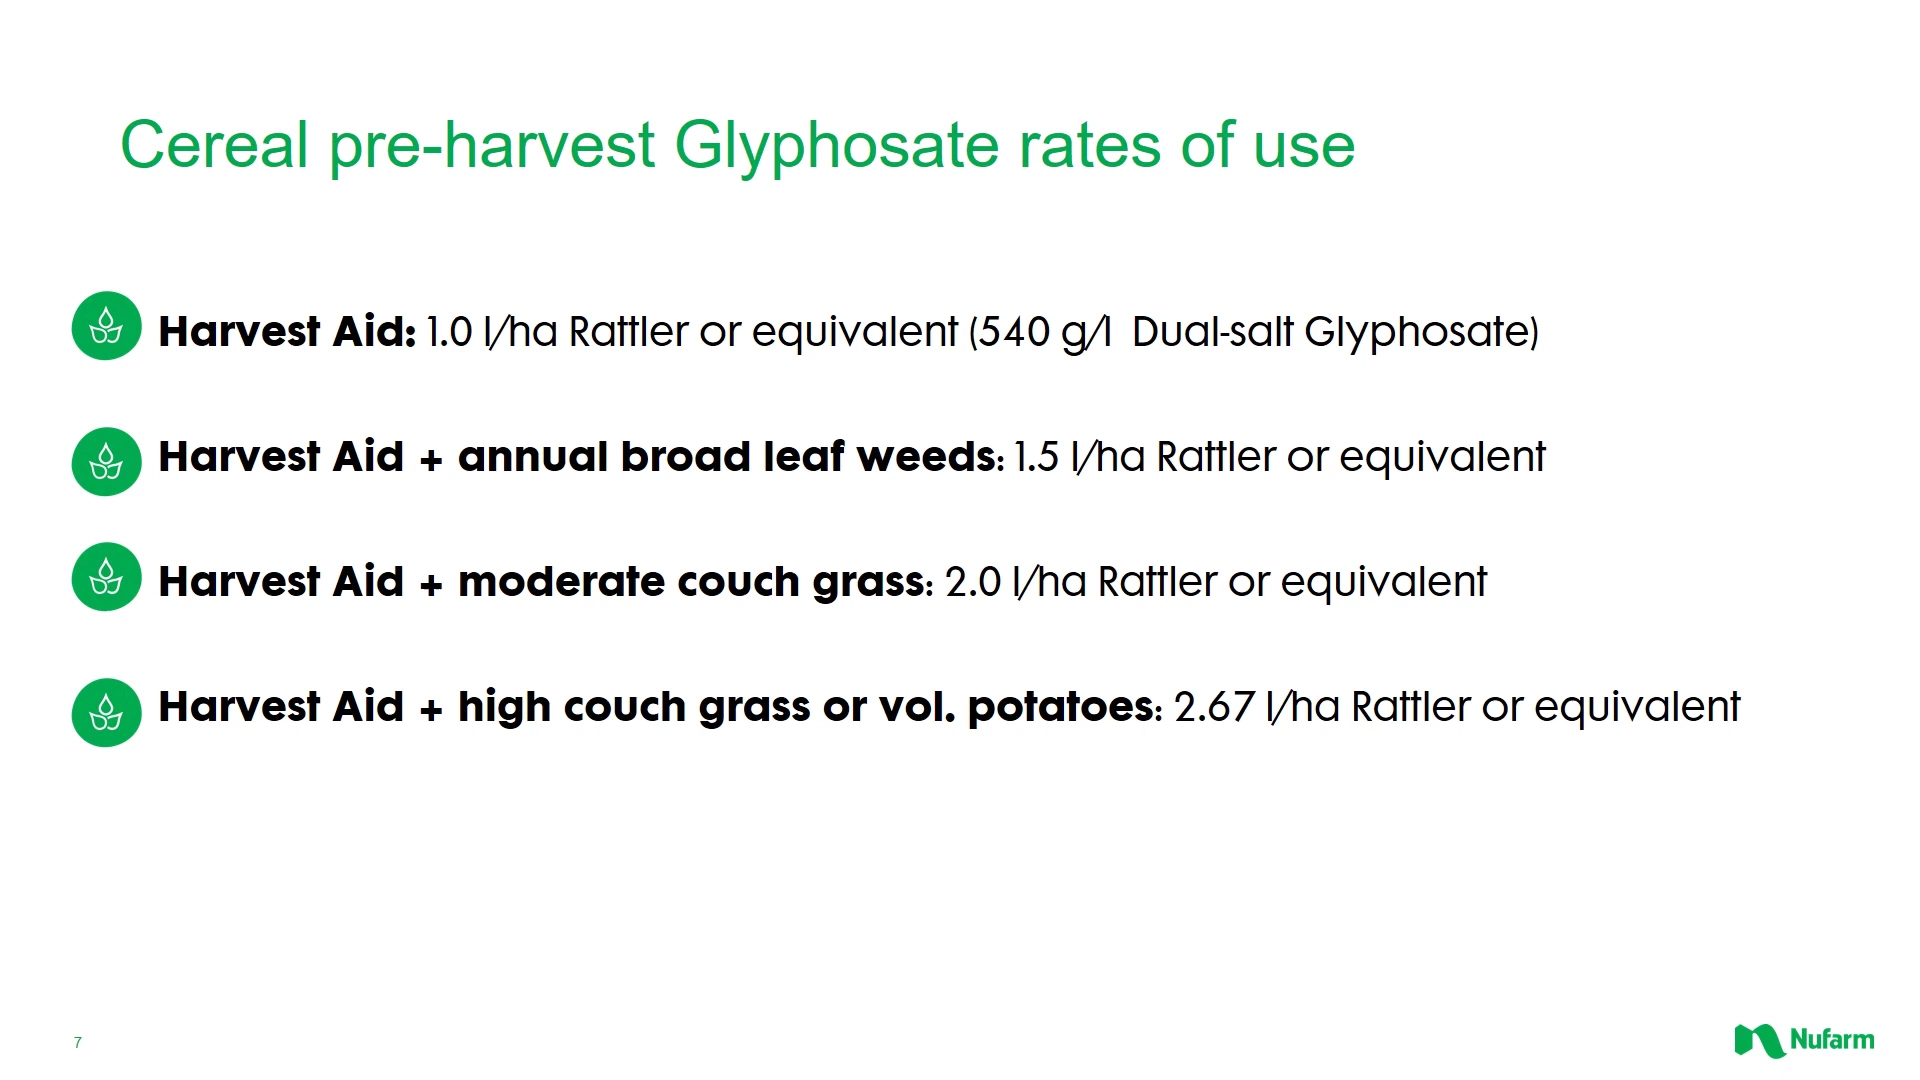 Cereal pre-harvest Glyphosate rates of use
Harvest Aid: 1.0 l/ha Rattler or equivalent (540 g/l  Dual-salt Glyphosate)
Harvest Aid + annual broad leaf weeds: 1.5 l/ha Rattler or equivalent
Harvest Aid + moderate couch grass: 2.0 l/ha Rattler or equivalent
Harvest Aid + high couch grass or vol. potatoes: 2.67 l/ha Rattler or equivalent
7
Nufarm